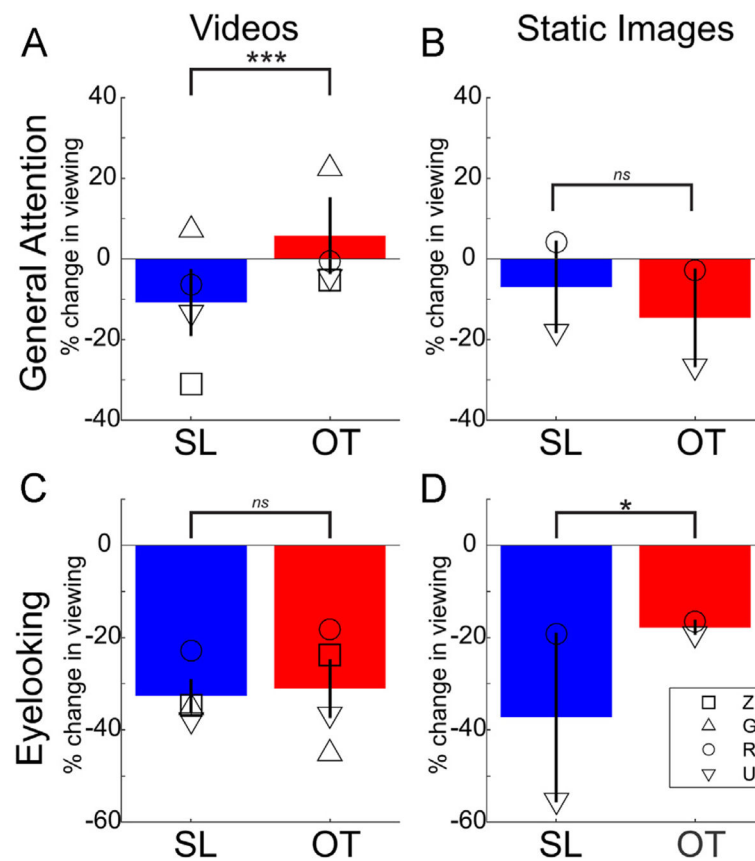 Videos
Static Images
A
B
***
ns
General Attention
% change in viewing
40
20
0
-20
-40
SL
OT
% change in viewing
40
20
0
-20
-40
SL
OT
C
D
ns
*
Eyelooking
% change in viewing
0
-20
-40
-60
SL
OT
% change in viewing
0
-20
-40
-60
SL
OT
Z
G
R
U